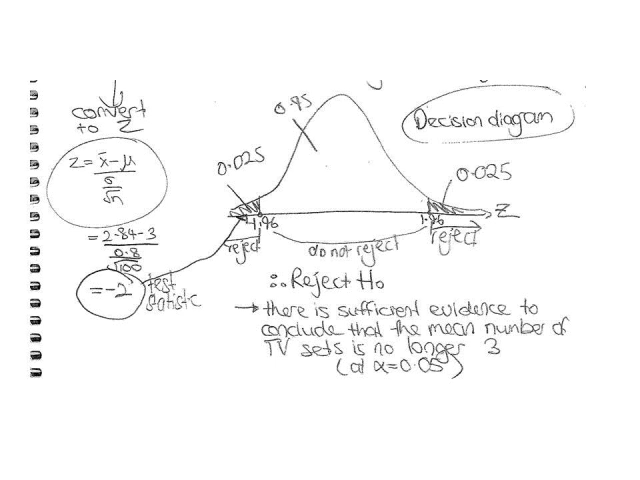 convert
to Z
Z = x̄ - μ
σ
√n
= 2.84 - 3
0.8
√100
= -2
test
statistic
0.95
0.025
0.025
Decision diagram
-1.96
1.96
Z
reject
do not reject
reject
∴ Reject Ho
→ there is sufficient evidence to
conclude that the mean number of
TV sets is no longer 3
(at α=0.05)